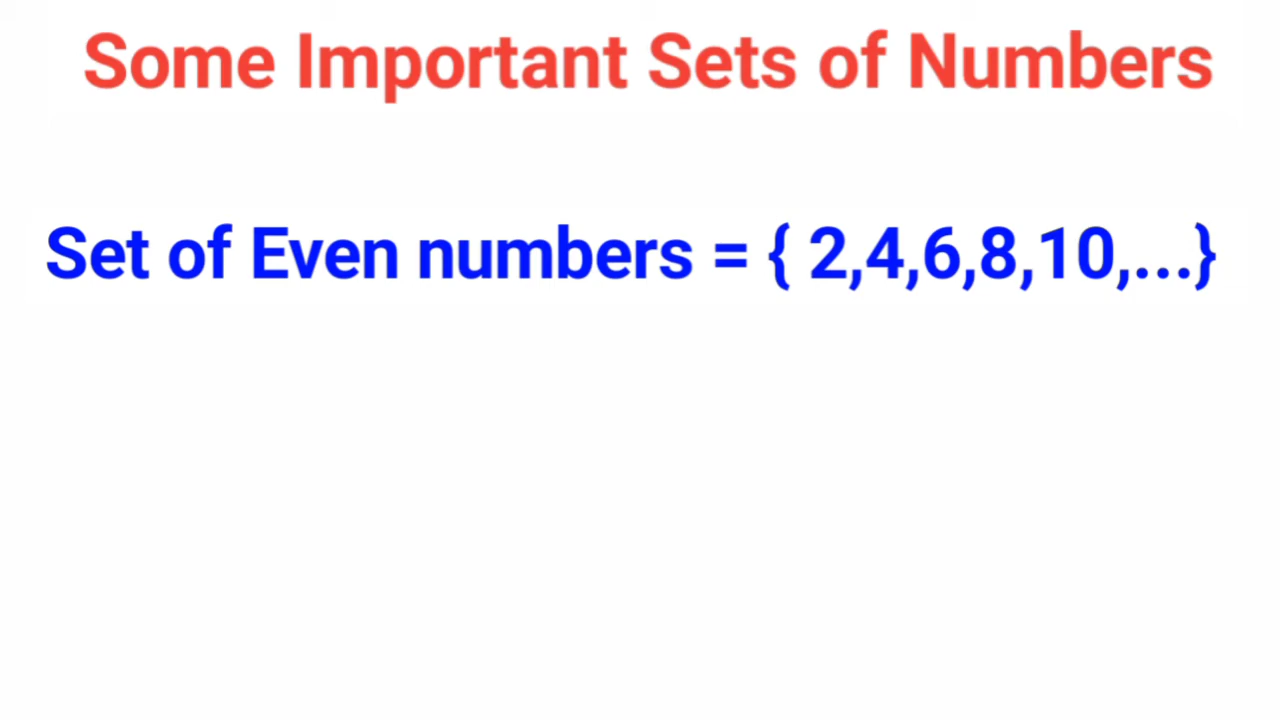 Some Important Sets of Numbers
Set of Even numbers = { 2,4,6,8,10,...}